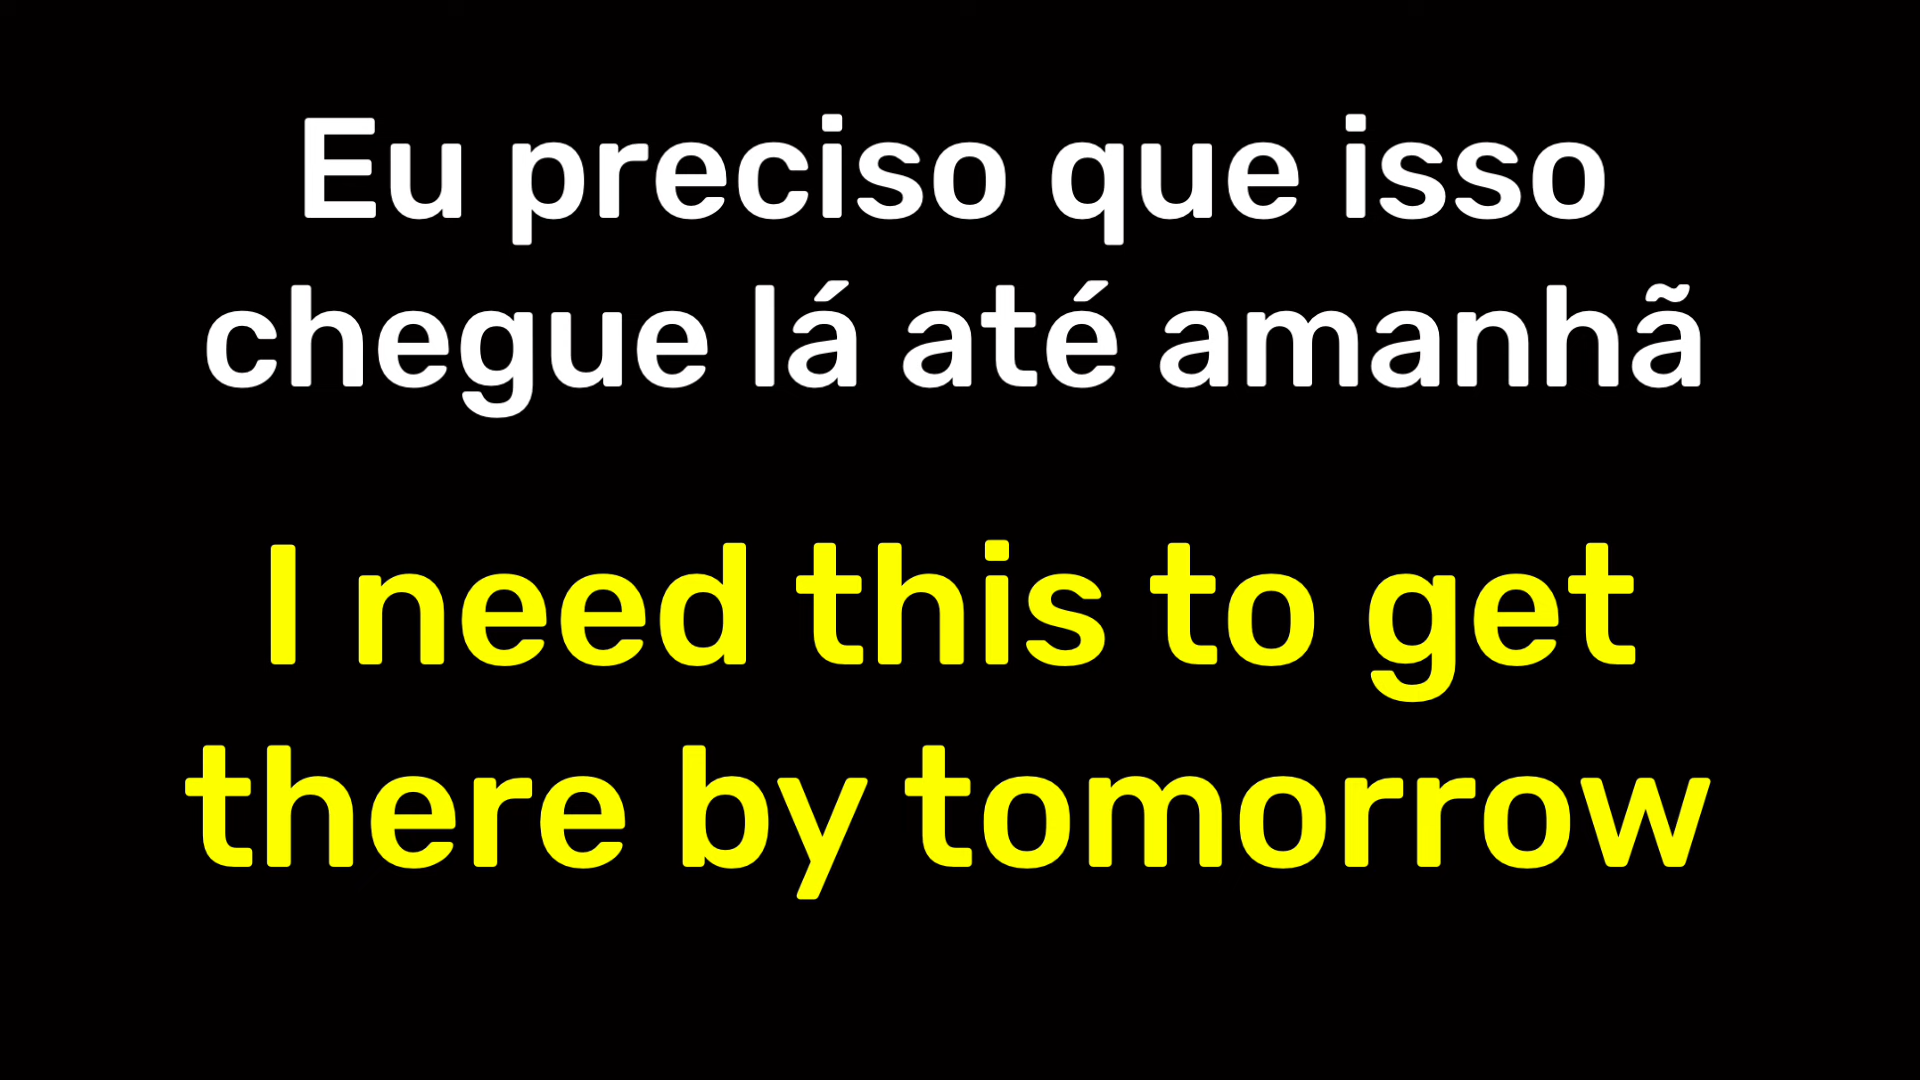 Eu preciso que isso
chegue lá até amanhã
I need this to get
there by tomorrow